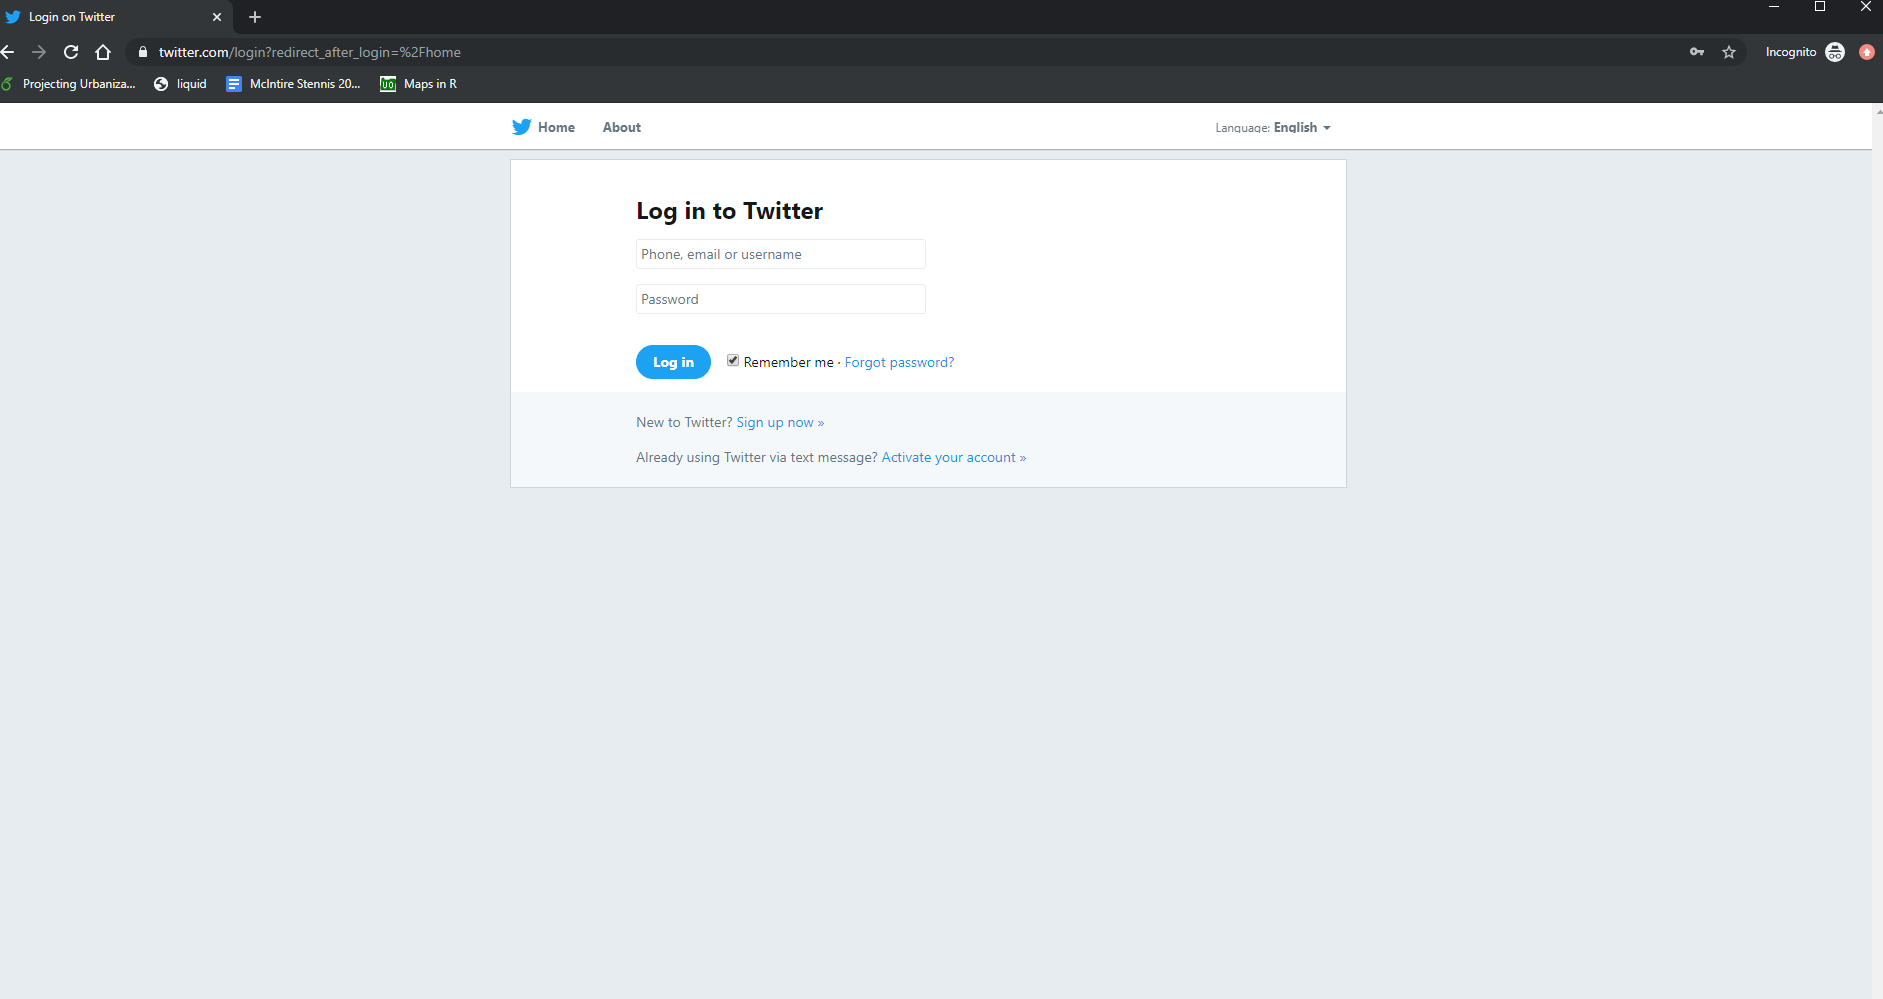 Login on Twitter
twitter.com/login?redirect_after_login=%2Fhome
Incognito
Projecting Urbaniza...
liquid
McIntire Stennis 20...
UO
Maps in R
Home
About
Language: English
Log in to Twitter
Phone, email or username
Password
Log in
Remember me · Forgot password?
New to Twitter? Sign up now »
Already using Twitter via text message? Activate your account »